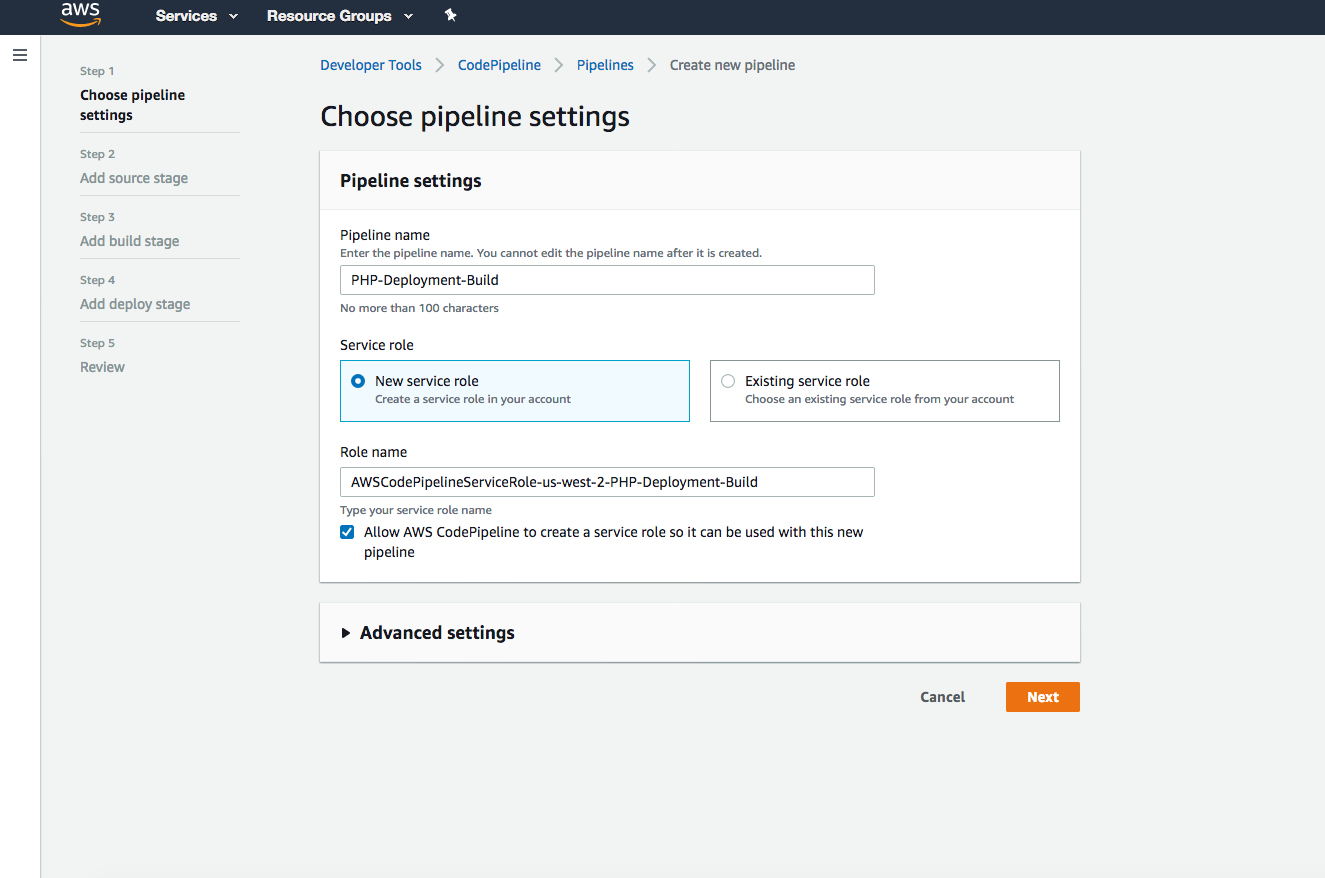 aws
Services
Resource Groups
Step 1
Choose pipeline
settings
Step 2
Add source stage
Step 3
Add build stage
Step 4
Add deploy stage
Step 5
Review
Developer Tools
CodePipeline
Pipelines
Create new pipeline
Choose pipeline settings
Pipeline settings
Pipeline name
Enter the pipeline name. You cannot edit the pipeline name after it is created.
PHP-Deployment-Build
No more than 100 characters
Service role
New service role
Create a service role in your account
Existing service role
Choose an existing service role from your account
Role name
AWSCodePipelineServiceRole-us-west-2-PHP-Deployment-Build
Type your service role name
Allow AWS CodePipeline to create a service role so it can be used with this new
pipeline
Advanced settings
Cancel
Next